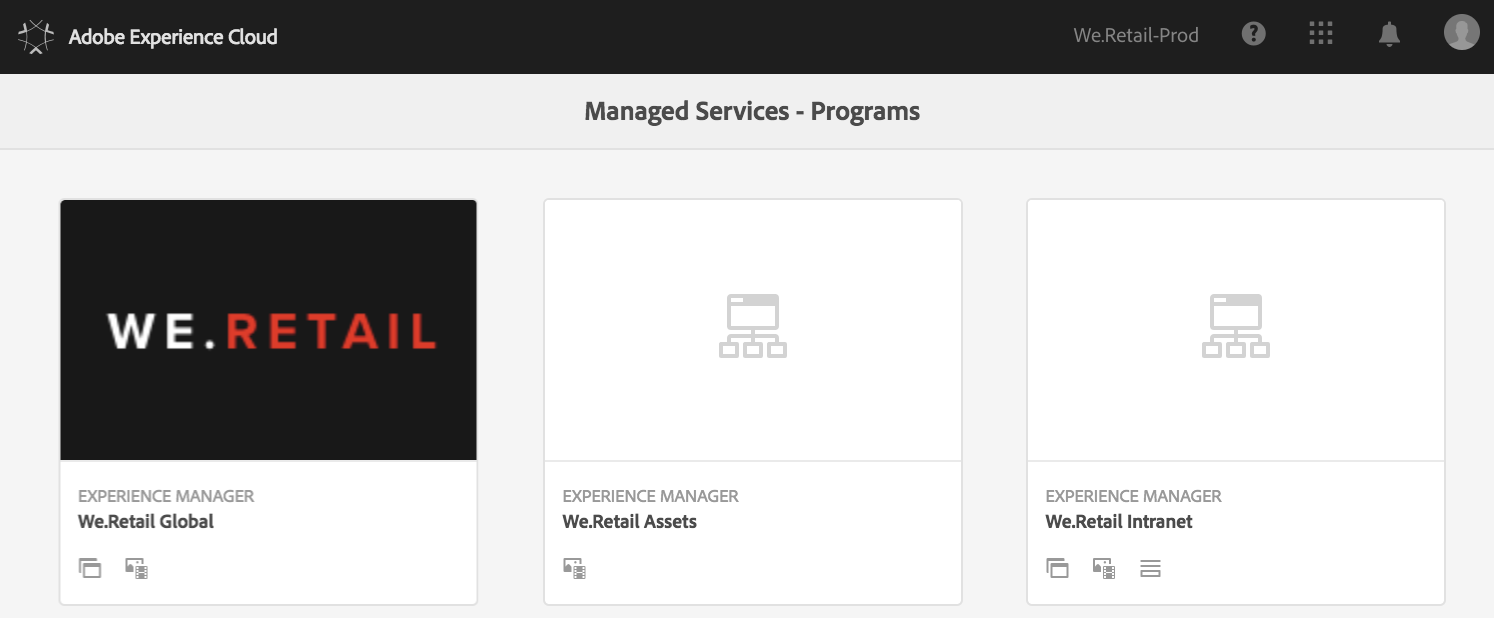 Adobe Experience Cloud
We.Retail-Prod
?
Managed Services - Programs
WE.RETAIL
EXPERIENCE MANAGER
We.Retail Global
EXPERIENCE MANAGER
We.Retail Assets
EXPERIENCE MANAGER
We.Retail Intranet